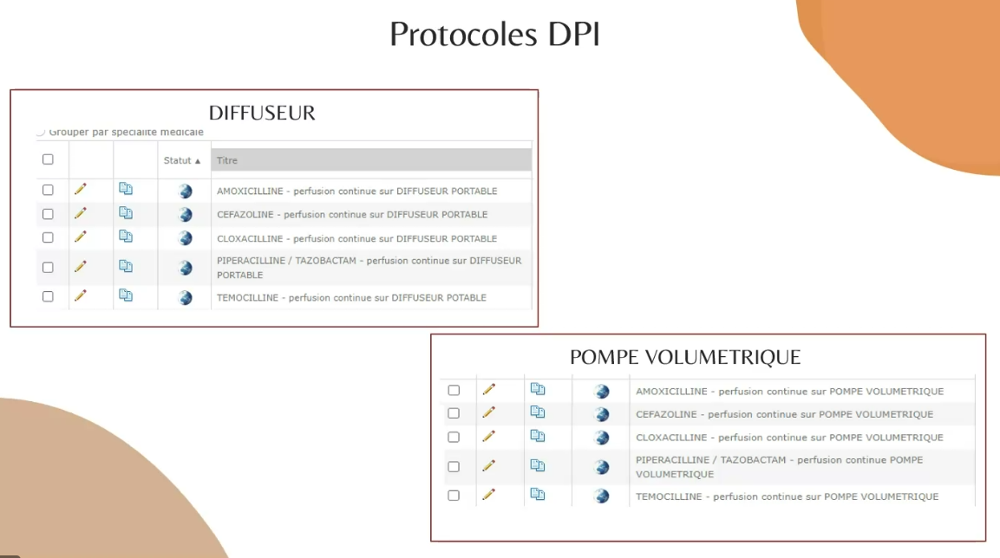 Protocoles DPI
DIFFUSEUR
Grouper par spécialité médicale
Statut ▲ Titre
AMOXICILLINE - perfusion continue sur DIFFUSEUR PORTABLE
CEFAZOLINE - perfusion continue sur DIFFUSEUR PORTABLE
CLOXACILLINE - perfusion continue sur DIFFUSEUR PORTABLE
PIPERACILLINE / TAZOBACTAM - perfusion continue sur DIFFUSEUR
PORTABLE
TEMOCILLINE - perfusion continue sur DIFFUSEUR POTABLE
POMPE VOLUMETRIQUE
AMOXICILLINE - perfusion continue sur POMPE VOLUMETRIQUE
CEFAZOLINE - perfusion continue sur POMPE VOLUMETRIQUE
CLOXACILLINE - perfusion continue sur POMPE VOLUMETRIQUE
PIPERACILLINE / TAZOBACTAM - perfusion continue POMPE
VOLUMETRIQUE
TEMOCILLINE - perfusion continue sur POMPE VOLUMETRIQUE